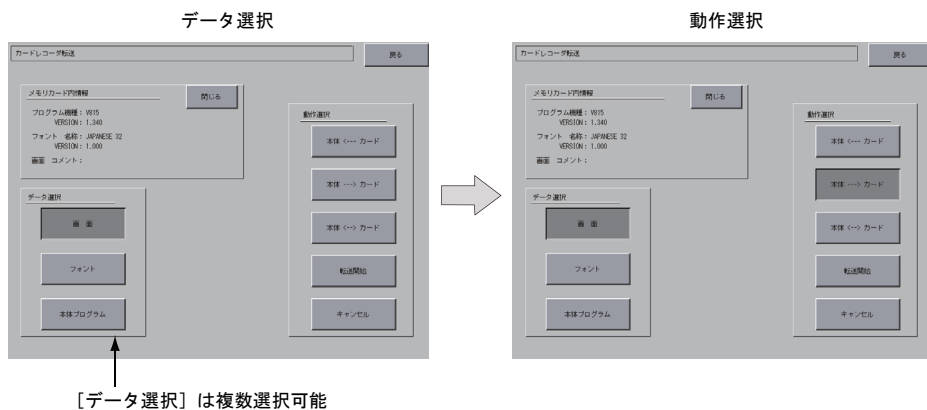 データ選択
カードレコーダ転送
戻る
メモリカード内情報
閉じる
プログラム機種 : V815
VERSION : 1.340
フォント 名称 : JAPANESE 32
VERSION : 1.000
画面 コメント :
動作選択
本体 <--- カード
本体 ---> カード
本体 <--> カード
転送開始
キャンセル
データ選択
画 面
フォント
本体プログラム
[データ選択] は複数選択可能
動作選択
カードレコーダ転送
戻る
メモリカード内情報
閉じる
プログラム機種 : V815
VERSION : 1.340
フォント 名称 : JAPANESE 32
VERSION : 1.000
画面 コメント :
動作選択
本体 <--- カード
本体 ---> カード
本体 <--> カード
転送開始
キャンセル
データ選択
画 面
フォント
本体プログラム